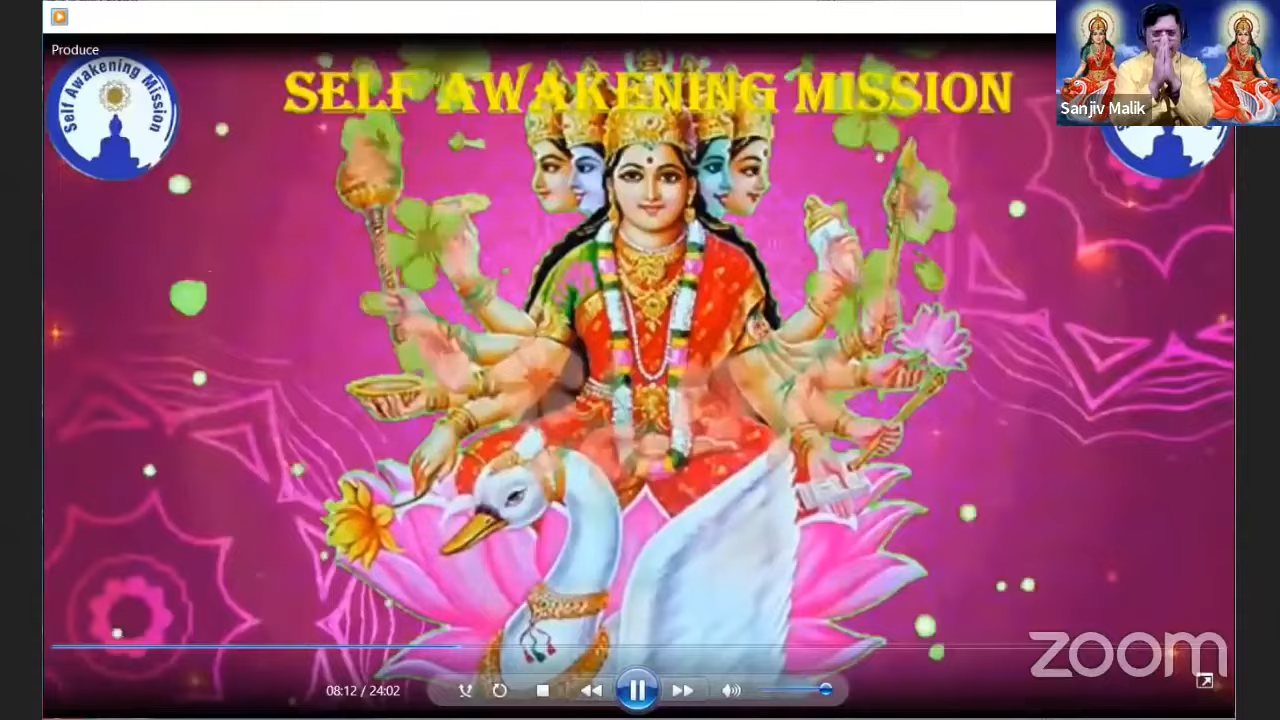 Produce
Self Awakening Mission
SELF AWAKENING MISSION
Sanjiv Malik
zoom
08:12 / 24:02